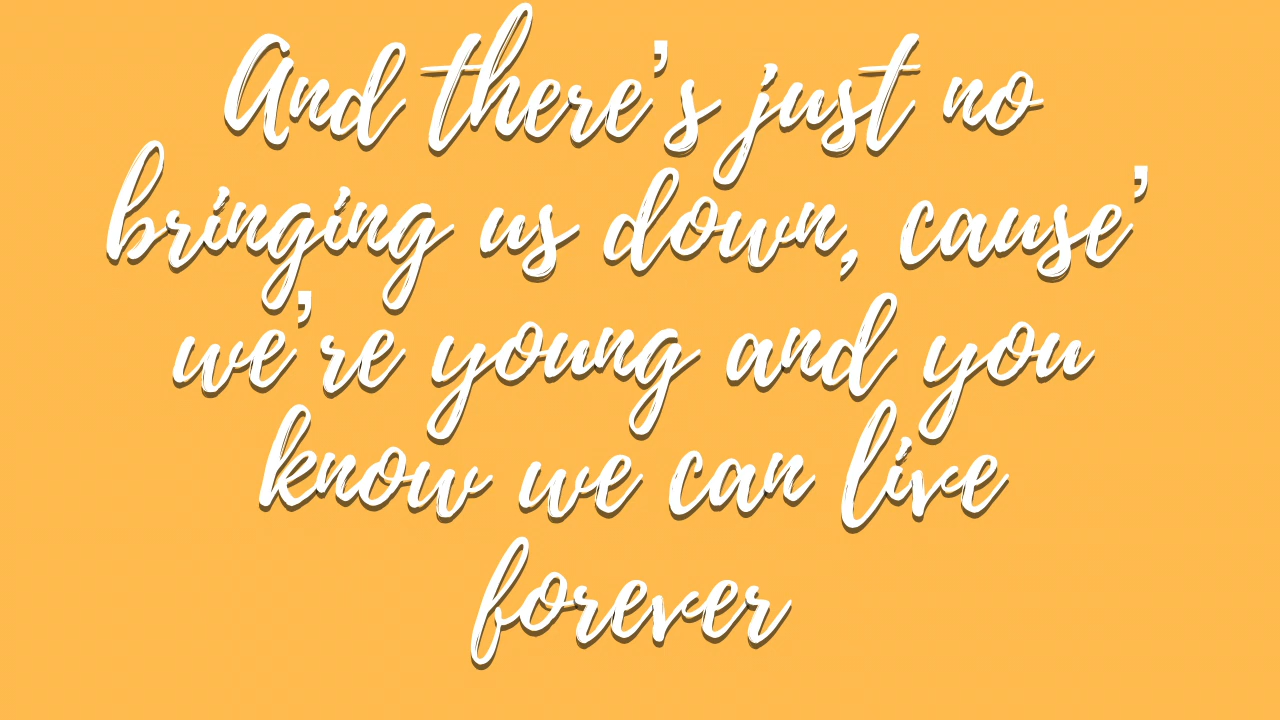 And there's just no
bringing us down, cause'
we're young and you
know we can live
forever